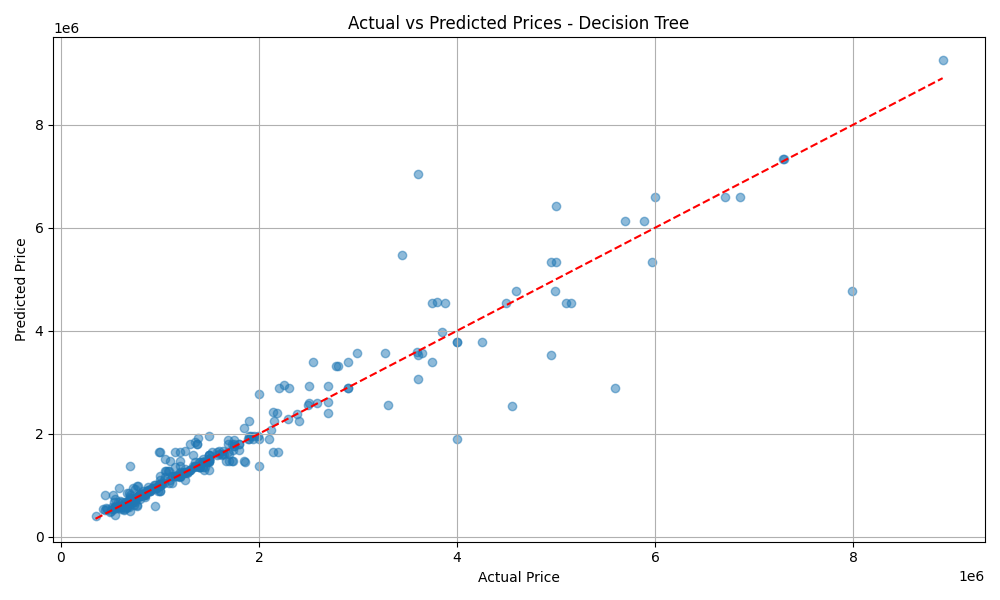 Actual vs Predicted Prices - Decision Tree
1e6
8
6
4
2
0
Predicted Price
0 2 4 6 8
Actual Price
1e6